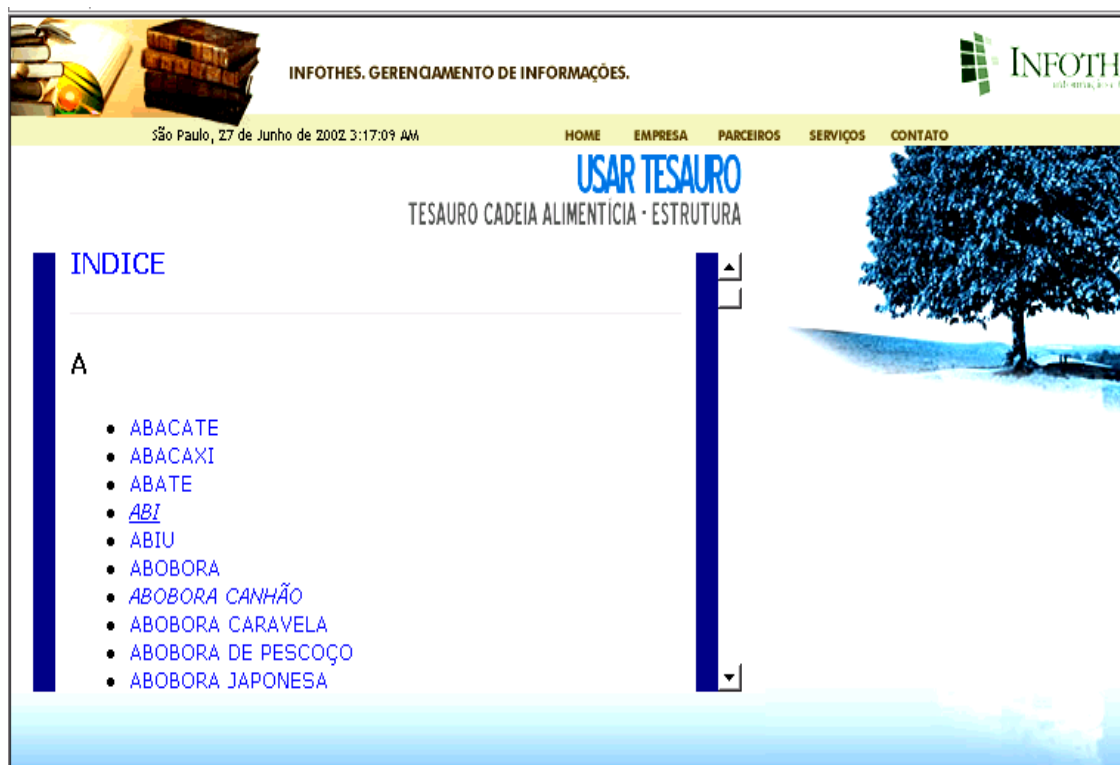 INFOTHES. GERENCIAMENTO DE INFORMAÇÕES.
INFOTH
São Paulo, 27 de Junho de 2002 3:17:09 AM
HOME EMPRESA PARCEIROS SERVIÇOS CONTATO
USAR TESAURO
TESAURO CADEIA ALIMENTÍCIA - ESTRUTURA
INDICE
A
ABACATE
ABACAXI
ABATE
ABI
ABIU
ABOBORA
ABOBORA CANHÃO
ABOBORA CARAVELA
ABOBORA DE PESCOÇO
ABOBORA JAPONESA